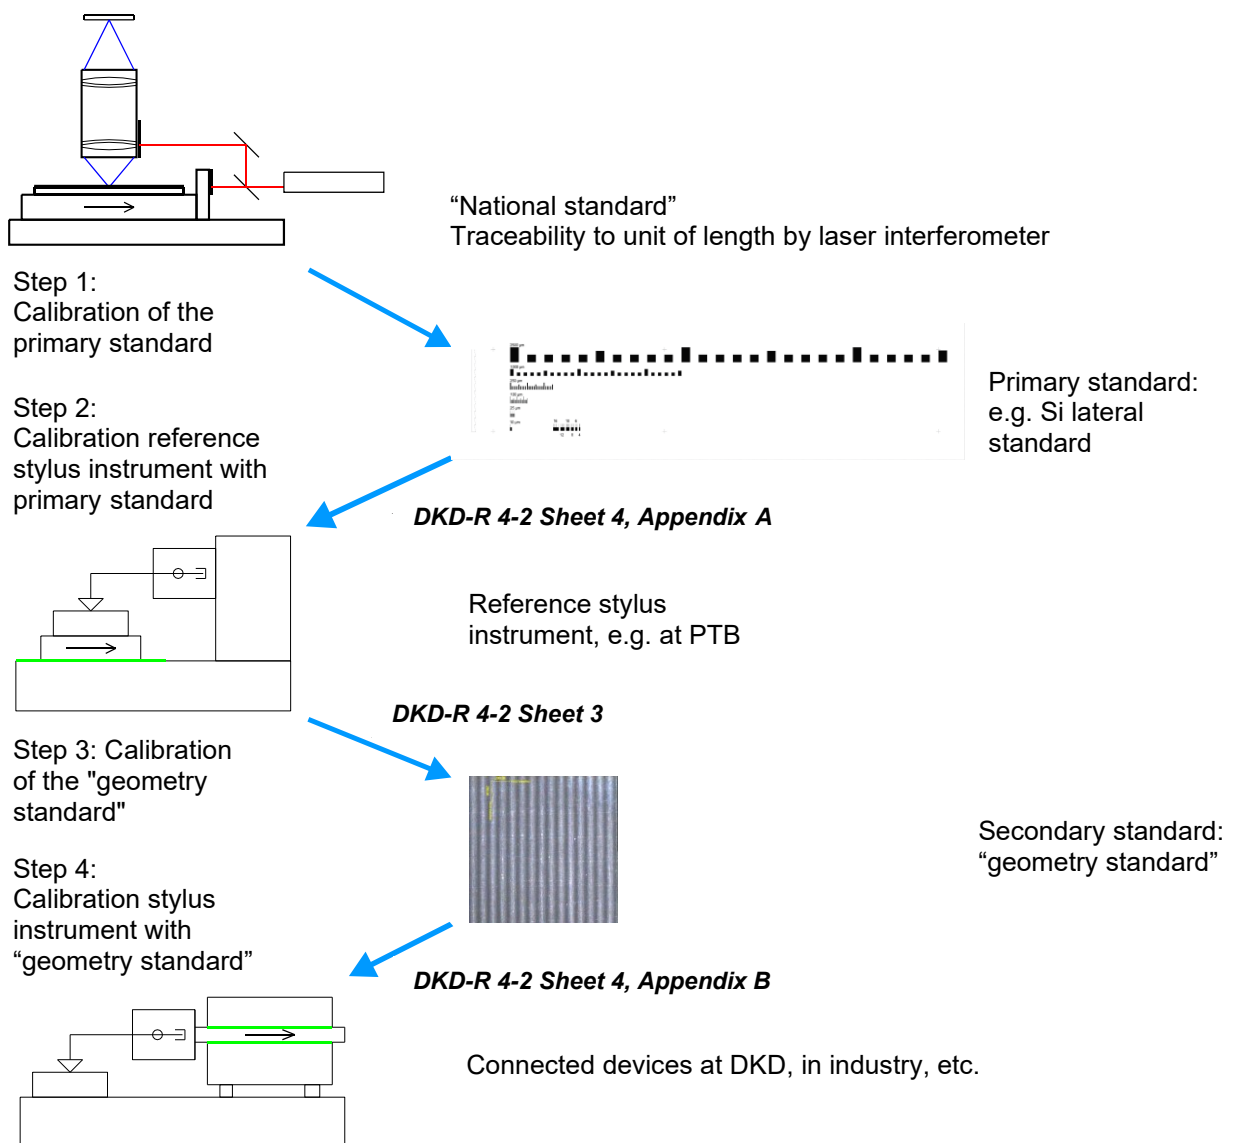 “National standard”
Traceability to unit of length by laser interferometer
Step 1:
Calibration of the
primary standard
Primary standard:
e.g. Si lateral
standard
Step 2:
Calibration reference
stylus instrument with
primary standard
DKD-R 4-2 Sheet 4, Appendix A
Reference stylus
instrument, e.g. at PTB
DKD-R 4-2 Sheet 3
Step 3: Calibration
of the "geometry
standard"
Secondary standard:
“geometry standard”
Step 4:
Calibration stylus
instrument with
“geometry standard”
DKD-R 4-2 Sheet 4, Appendix B
Connected devices at DKD, in industry, etc.